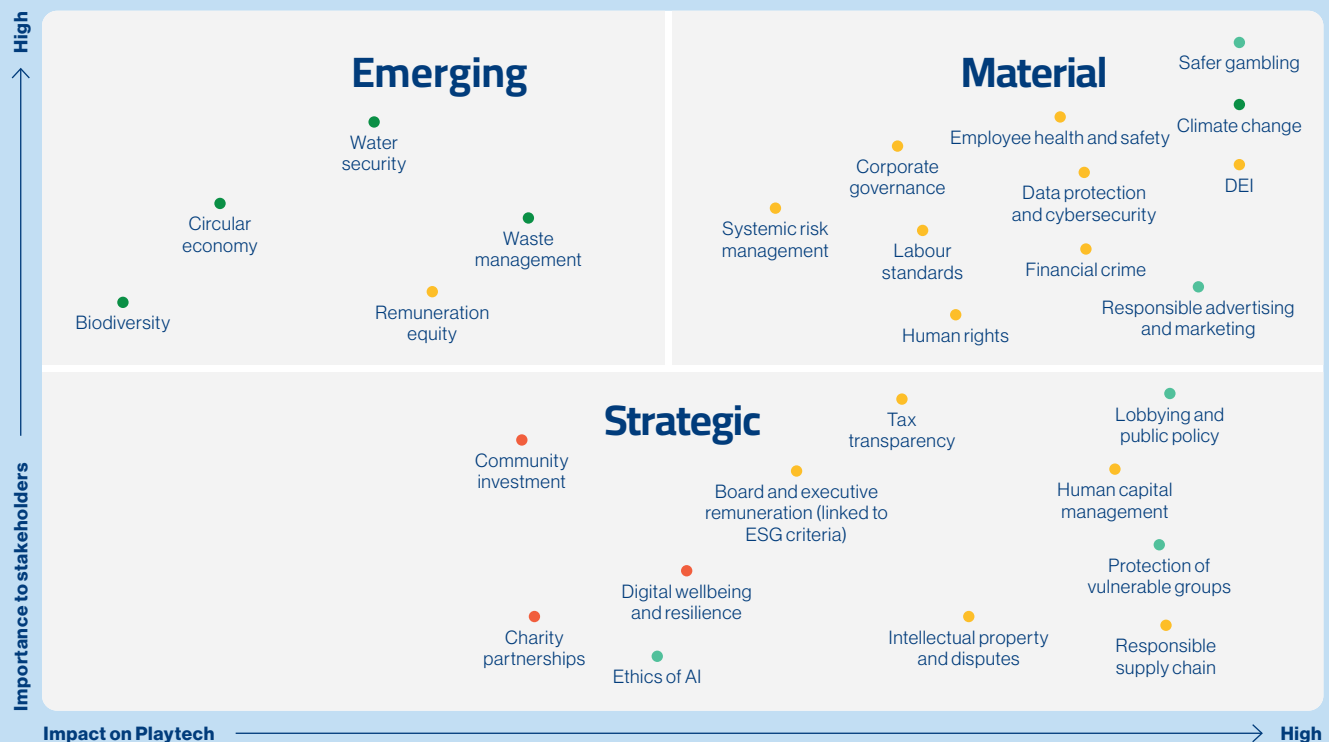 High
Importance to stakeholders
Emerging
Water
security
Circular
economy
Waste
management
Biodiversity
Remuneration
equity
Material
Safer gambling
Climate change
Employee health and safety
Corporate
governance
DEI
Data protection
and cybersecurity
Systemic risk
management
Labour
standards
Financial crime
Responsible advertising
and marketing
Human rights
Strategic
Tax
transparency
Lobbying and
public policy
Community
investment
Board and executive
remuneration (linked to
ESG criteria)
Human capital
management
Protection of
vulnerable groups
Digital wellbeing
and resilience
Charity
partnerships
Intellectual property
and disputes
Responsible
supply chain
Ethics of AI
Impact on Playtech
High